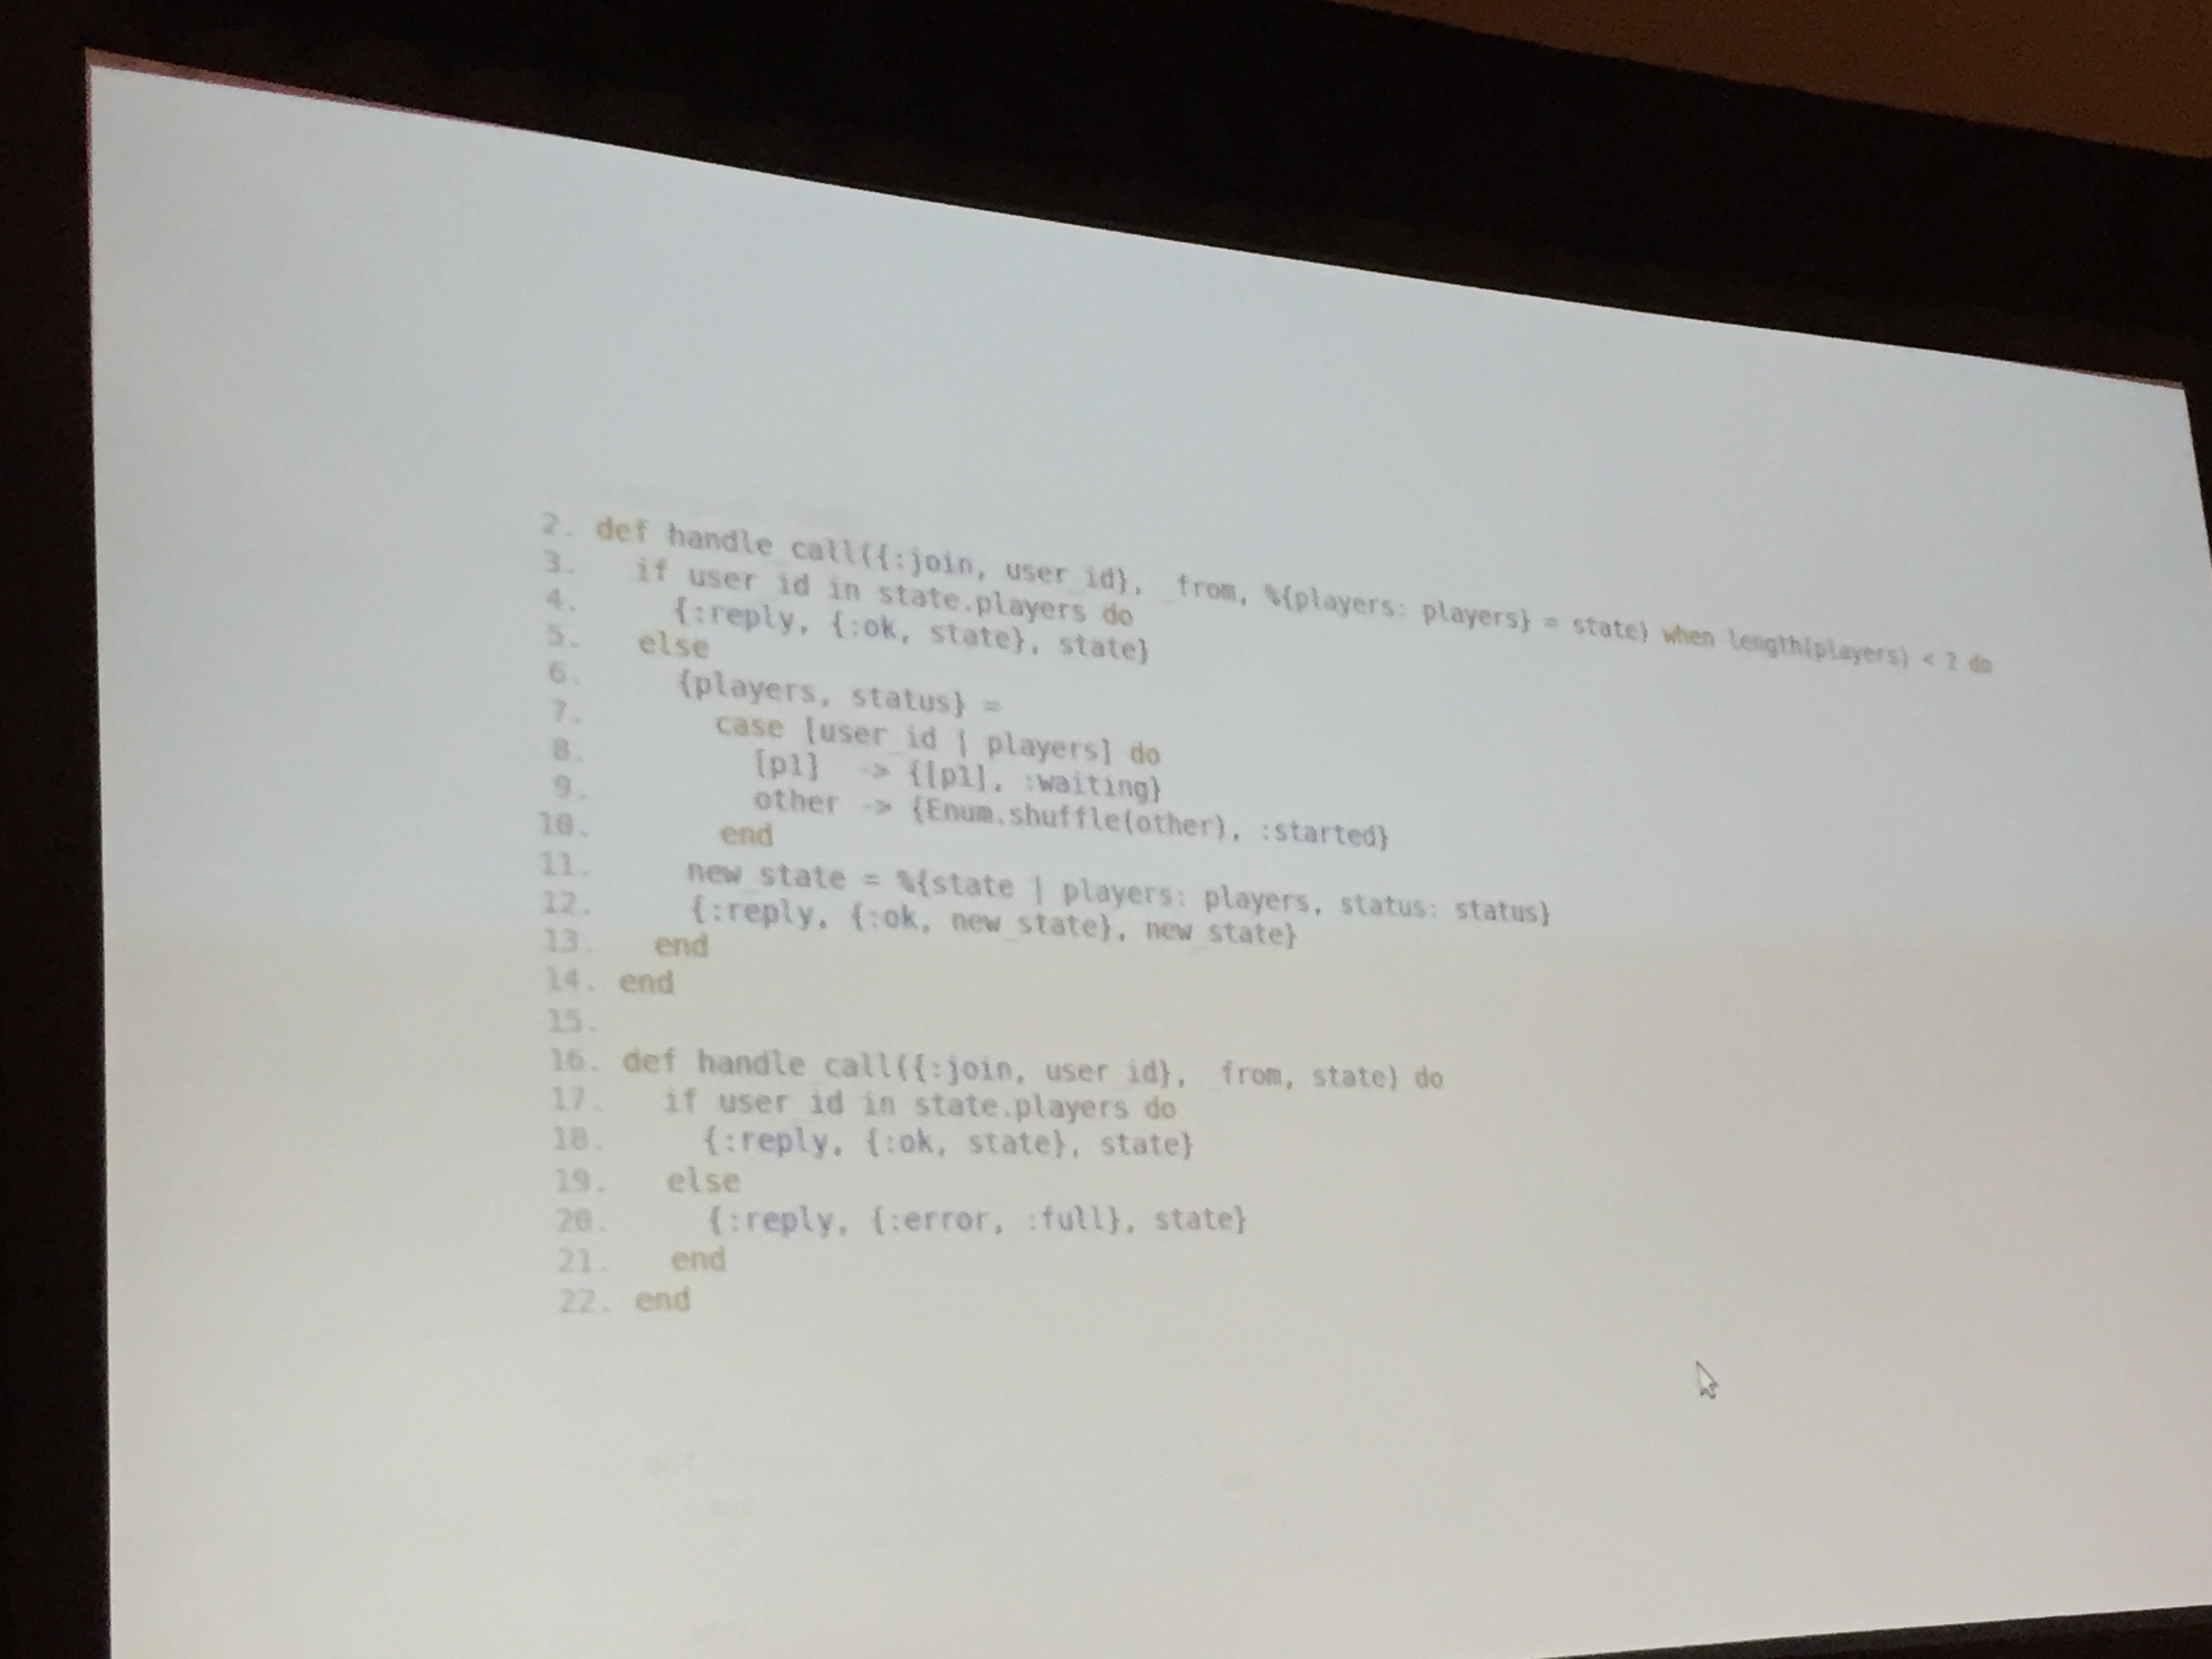 2. def handle_call({:join, user_id}, _from, %{players: players} = state) when length(players) < 2 do
3.   if user_id in state.players do
4.     {:reply, {:ok, state}, state}
5.   else
6.     {players, status} =
7.       case [user_id | players] do
8.         [p1]  -> {[p1], :waiting}
9.         other -> {Enum.shuffle(other), :started}
10.       end
11.     new_state = %{state | players: players, status: status}
12.     {:reply, {:ok, new_state}, new_state}
13.   end
14. end
15.
16. def handle_call({:join, user_id}, _from, state) do
17.   if user_id in state.players do
18.     {:reply, {:ok, state}, state}
19.   else
20.     {:reply, {:error, :full}, state}
21.   end
22. end